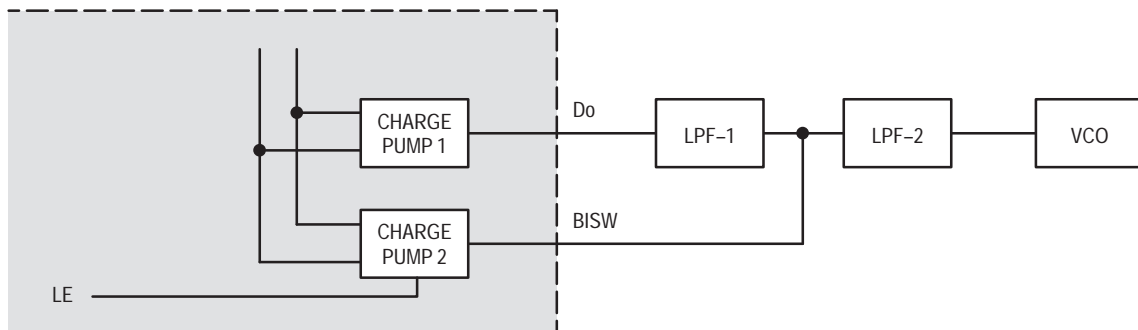 Do
CHARGE
PUMP 1
LPF–1
LPF–2
VCO
BISW
CHARGE
PUMP 2
LE